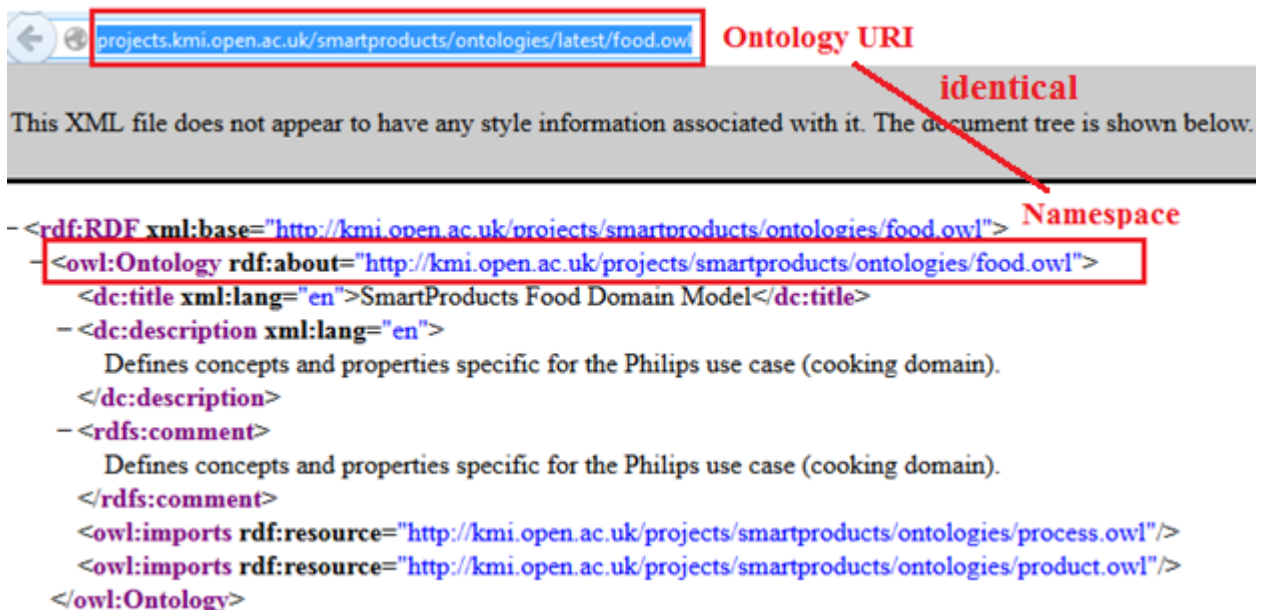 projects.kmi.open.ac.uk/smartproducts/ontologies/latest/food.owl Ontology URI
identical
This XML file does not appear to have any style information associated with it. The document tree is shown below.
Namespace
−<rdf:RDF xml:base="http://kmi.open.ac.uk/projects/smartproducts/ontologies/food.owl">
−<owl:Ontology rdf:about="http://kmi.open.ac.uk/projects/smartproducts/ontologies/food.owl">
<dc:title xml:lang="en">SmartProducts Food Domain Model</dc:title>
−<dc:description xml:lang="en">
Defines concepts and properties specific for the Philips use case (cooking domain).
</dc:description>
−<rdfs:comment>
Defines concepts and properties specific for the Philips use case (cooking domain).
</rdfs:comment>
<owl:imports rdf:resource="http://kmi.open.ac.uk/projects/smartproducts/ontologies/process.owl"/>
<owl:imports rdf:resource="http://kmi.open.ac.uk/projects/smartproducts/ontologies/product.owl"/>
</owl:Ontology>